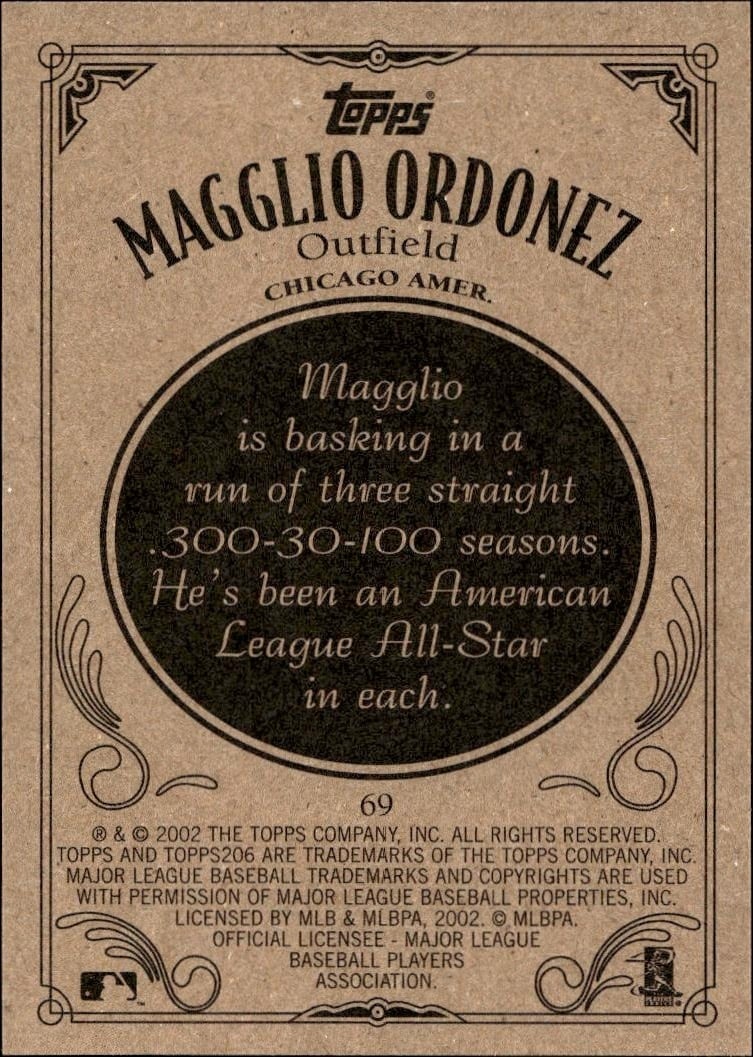 Topps®
MAGGLIO ORDONEZ
Outfield
CHICAGO AMER.
Magglio
is basking in a
run of three straight
.300-30-100 seasons.
He's been an American
League All-Star
in each.
69
® & © 2002 THE TOPPS COMPANY, INC. ALL RIGHTS RESERVED.
TOPPS AND TOPPS206 ARE TRADEMARKS OF THE TOPPS COMPANY, INC.
MAJOR LEAGUE BASEBALL TRADEMARKS AND COPYRIGHTS ARE USED
WITH PERMISSION OF MAJOR LEAGUE BASEBALL PROPERTIES, INC.
LICENSED BY MLB & MLBPA, 2002. © MLBPA.
OFFICIAL LICENSEE - MAJOR LEAGUE
BASEBALL PLAYERS
ASSOCIATION.
PLAYERS
CHOICE